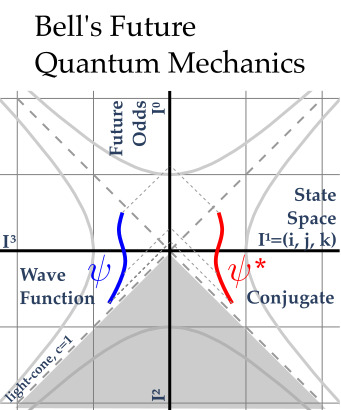 Bell's Future
Quantum Mechanics
Future
Odds
I⁰
State
Space
I¹=(i, j, k)
I³
Wave
Function
ψ
ψ*
Conjugate
light-cone, c=1
I²